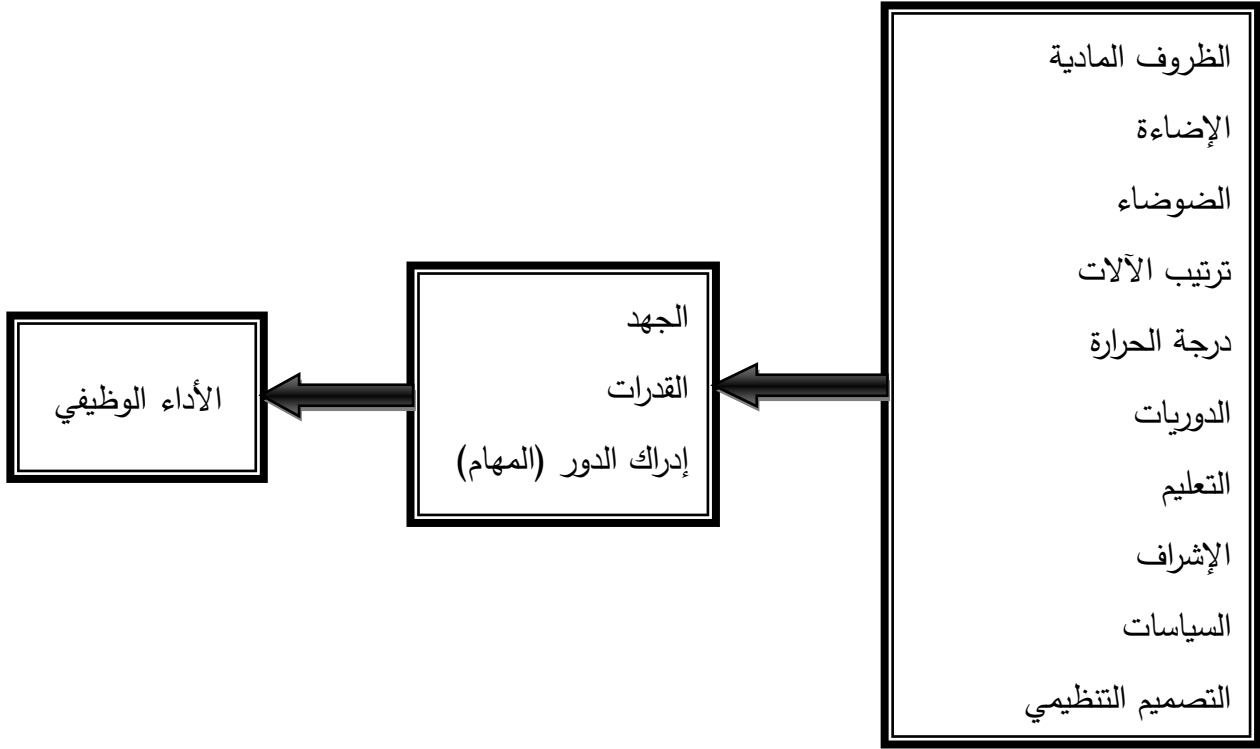 الظروف المادية
الإضاءة
الضوضاء
ترتيب الآلات
درجة الحرارة
الدوريات
التعليم
الإشراف
السياسات
التصميم التنظيمي
الجهد
القدرات
إدراك الدور (المهام)
الأداء الوظيفي